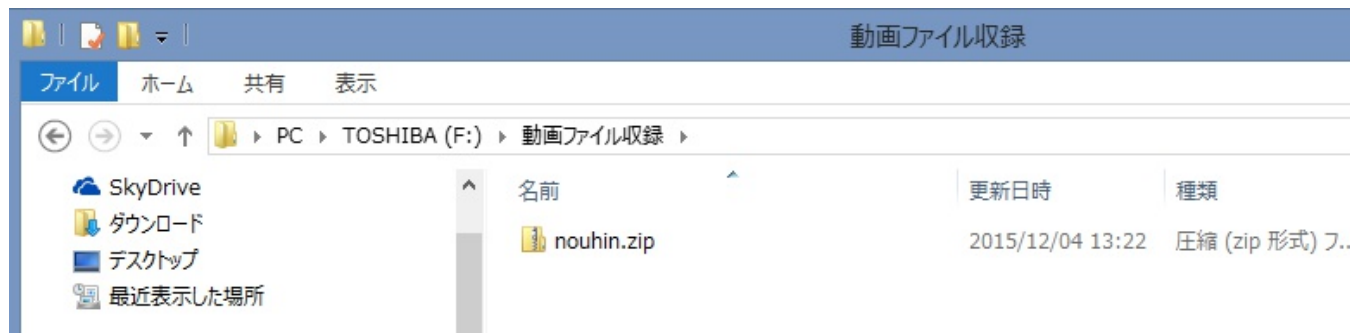 動画ファイル収録
ファイル ホーム 共有 表示
PC TOSHIBA (F:) 動画ファイル収録
SkyDrive
ダウンロード
デスクトップ
最近表示した場所
名前 更新日時 種類
nouhin.zip 2015/12/04 13:22 圧縮 (zip 形式) フ...